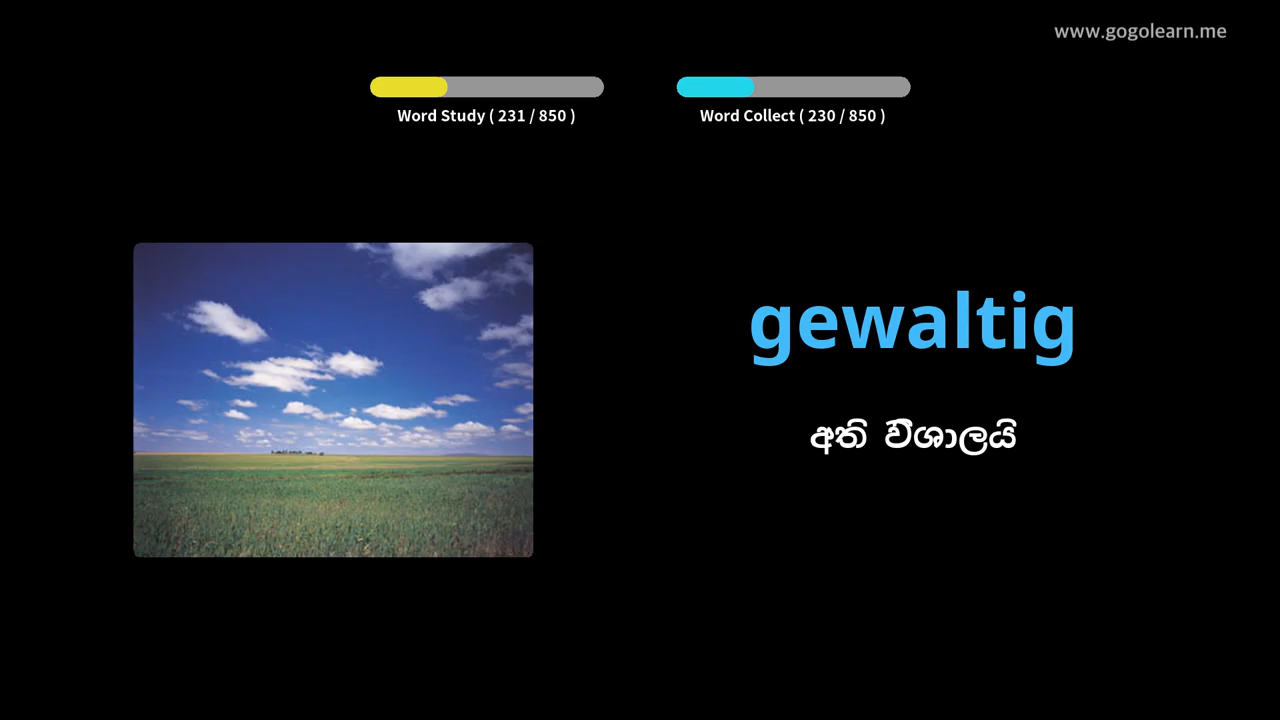 www.gogolearn.me
Word Study ( 231 / 850 )
Word Collect ( 230 / 850 )
gewaltig
අති විශාලයි